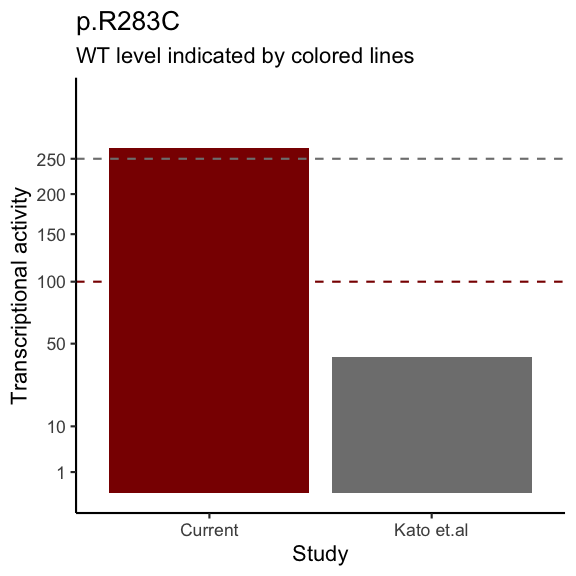 p.R283C
WT level indicated by colored lines
Transcriptional activity
250
200
150
100
50
10
1
Current
Kato et.al
Study